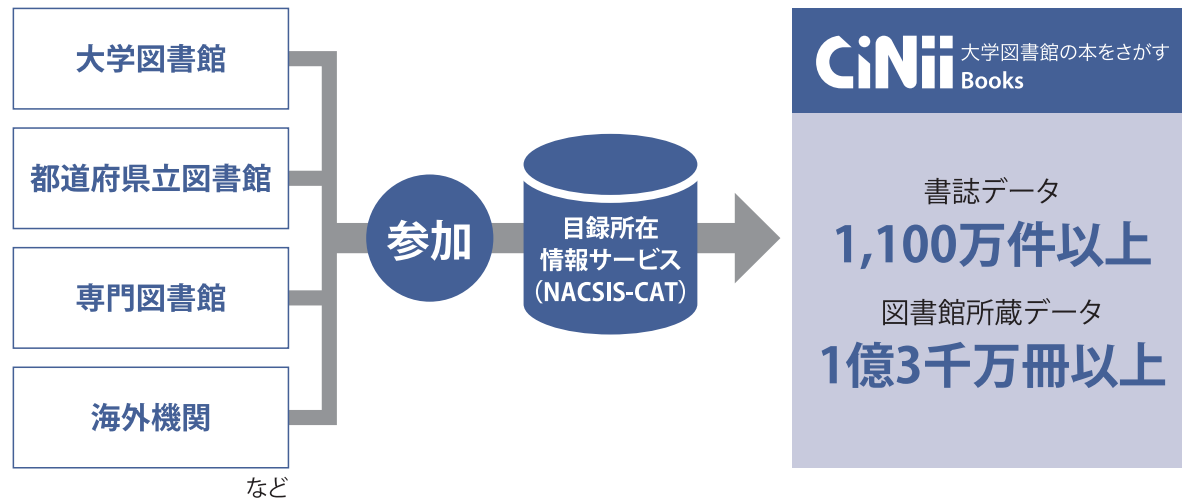 大学図書館
都道府県立図書館
専門図書館
海外機関
など
参加
目録所在
情報サービス
（NACSIS-CAT）
CiNii 大学図書館の本をさがす
Books
書誌データ
1,100万件以上
図書館所蔵データ
1億3千万冊以上